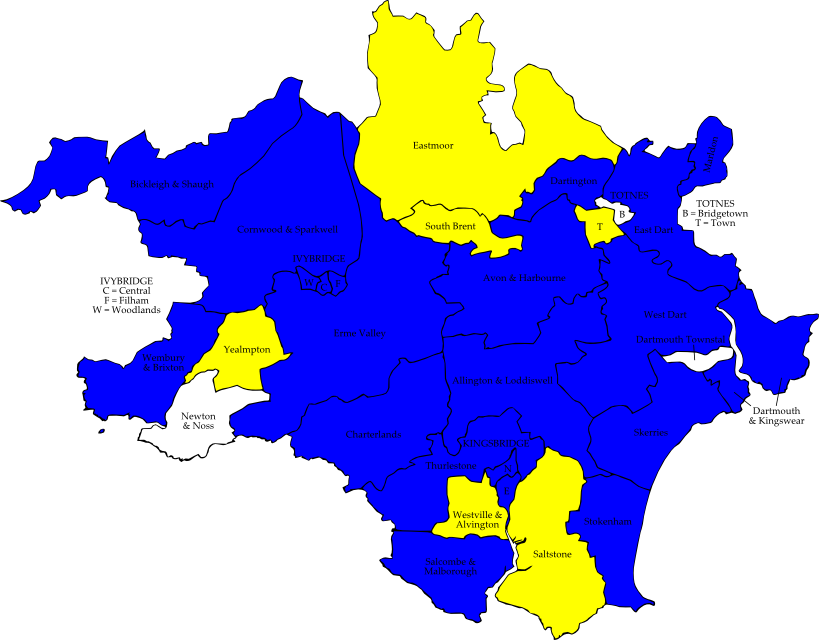 Eastmoor
Marldon
Bickleigh & Shaugh
Dartington
TOTNES
TOTNES
B = Bridgetown
T = Town
B
T
South Brent
Cornwood & Sparkwell
East Dart
IVYBRIDGE
IVYBRIDGE
C = Central
F = Filham
W = Woodlands
W
C
F
Avon & Harbourne
West Dart
Erme Valley
Dartmouth Townstal
Yealmpton
Wembury
& Brixton
Allington & Loddiswell
Newton
& Noss
Dartmouth
& Kingswear
Charterlands
Skerries
KINGSBRIDGE
Thurlestone
N
E
Westville &
Alvington
Stokenham
Saltstone
Salcombe &
Malborough